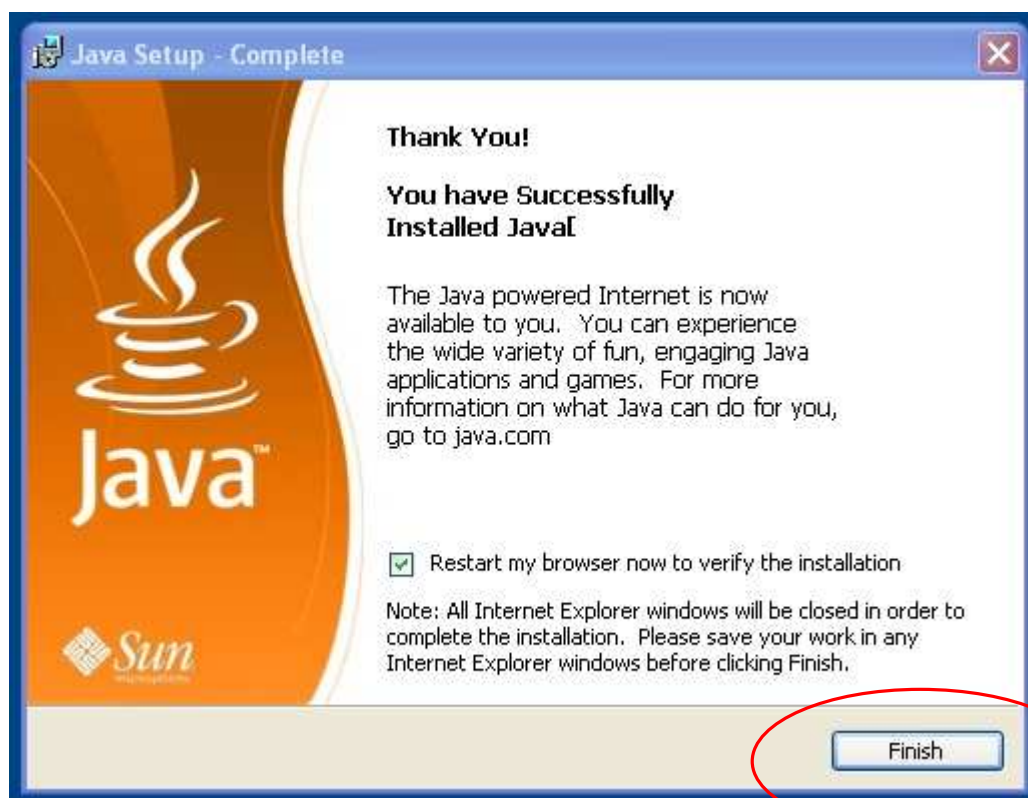 Java Setup - Complete
Thank You!
You have Successfully
Installed Java[
The Java powered Internet is now
available to you. You can experience
the wide variety of fun, engaging Java
applications and games. For more
information on what Java can do for you,
go to java.com
Java™
Restart my browser now to verify the installation
Note: All Internet Explorer windows will be closed in order to
complete the installation. Please save your work in any
Internet Explorer windows before clicking Finish.
Sun
microsystems
Finish